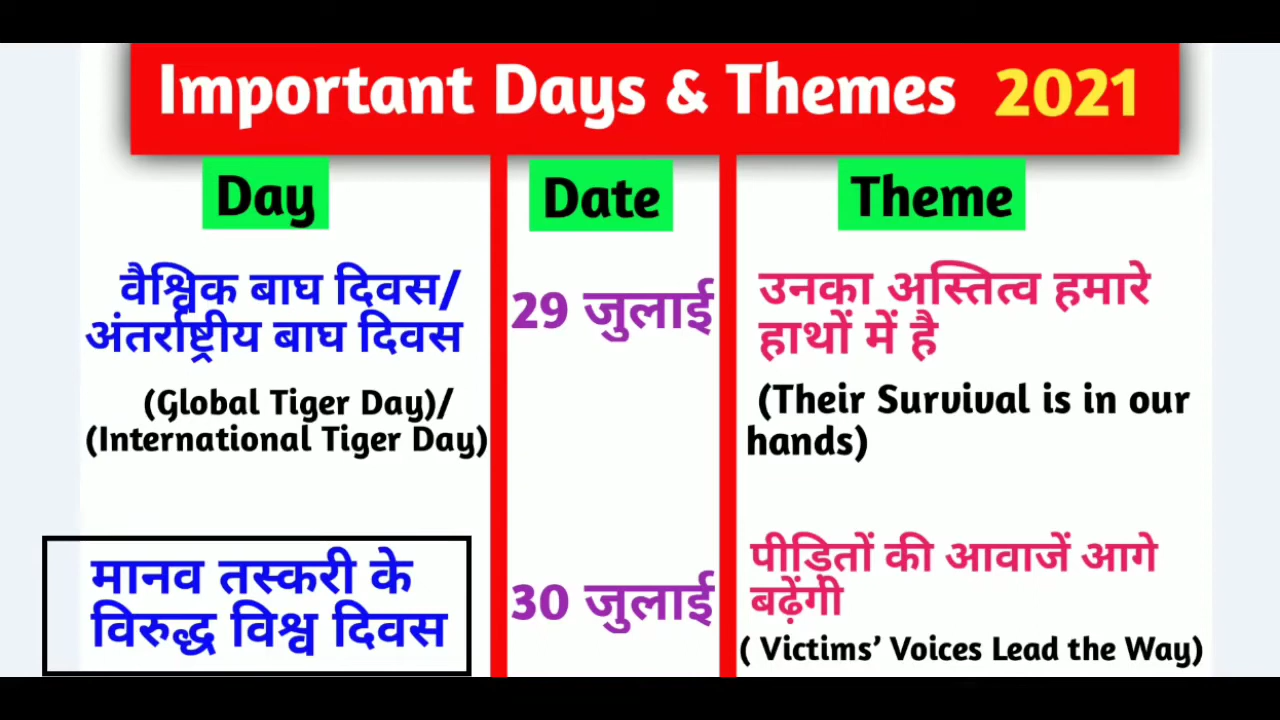 Important Days & Themes 2021
Day
Date
Theme
वैश्विक बाघ दिवस/
अंतर्राष्ट्रीय बाघ दिवस
(Global Tiger Day)/
(International Tiger Day)
29 जुलाई
उनका अस्तित्व हमारे
हाथों में है
(Their Survival is in our
hands)
मानव तस्करी के
विरुद्ध विश्व दिवस
30 जुलाई
पीड़ितों की आवाजें आगे
बढ़ेंगी
( Victims’ Voices Lead the Way)